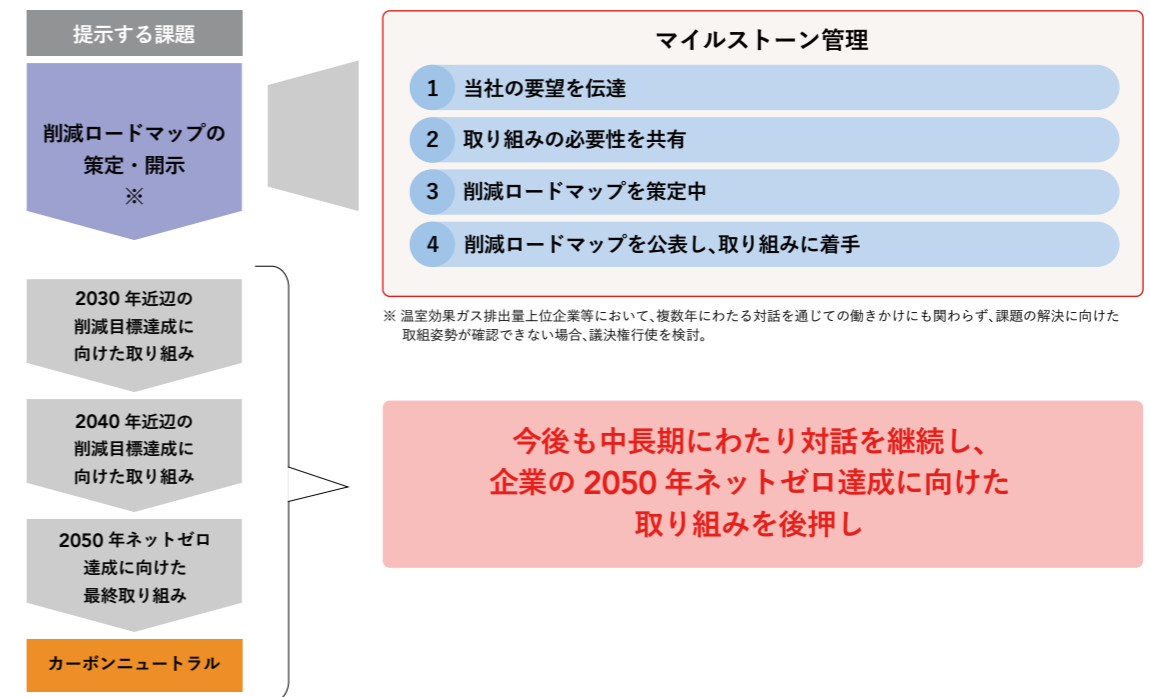 提示する課題
削減ロードマップの
策定・開示
※
マイルストーン管理
1 当社の要望を伝達
2 取り組みの必要性を共有
3 削減ロードマップを策定中
4 削減ロードマップを公表し、取り組みに着手
※ 温室効果ガス排出量上位企業等において、複数年にわたる対話を通じての働きかけにも関わらず、課題の解決に向けた
取組姿勢が確認できない場合、議決権行使を検討。
2030 年近辺の
削減目標達成に
向けた取り組み
2040 年近辺の
削減目標達成に
向けた取り組み
2050 年ネットゼロ
達成に向けた
最終取り組み
カーボンニュートラル
今後も中長期にわたり対話を継続し、
企業の 2050 年ネットゼロ達成に向けた
取り組みを後押し